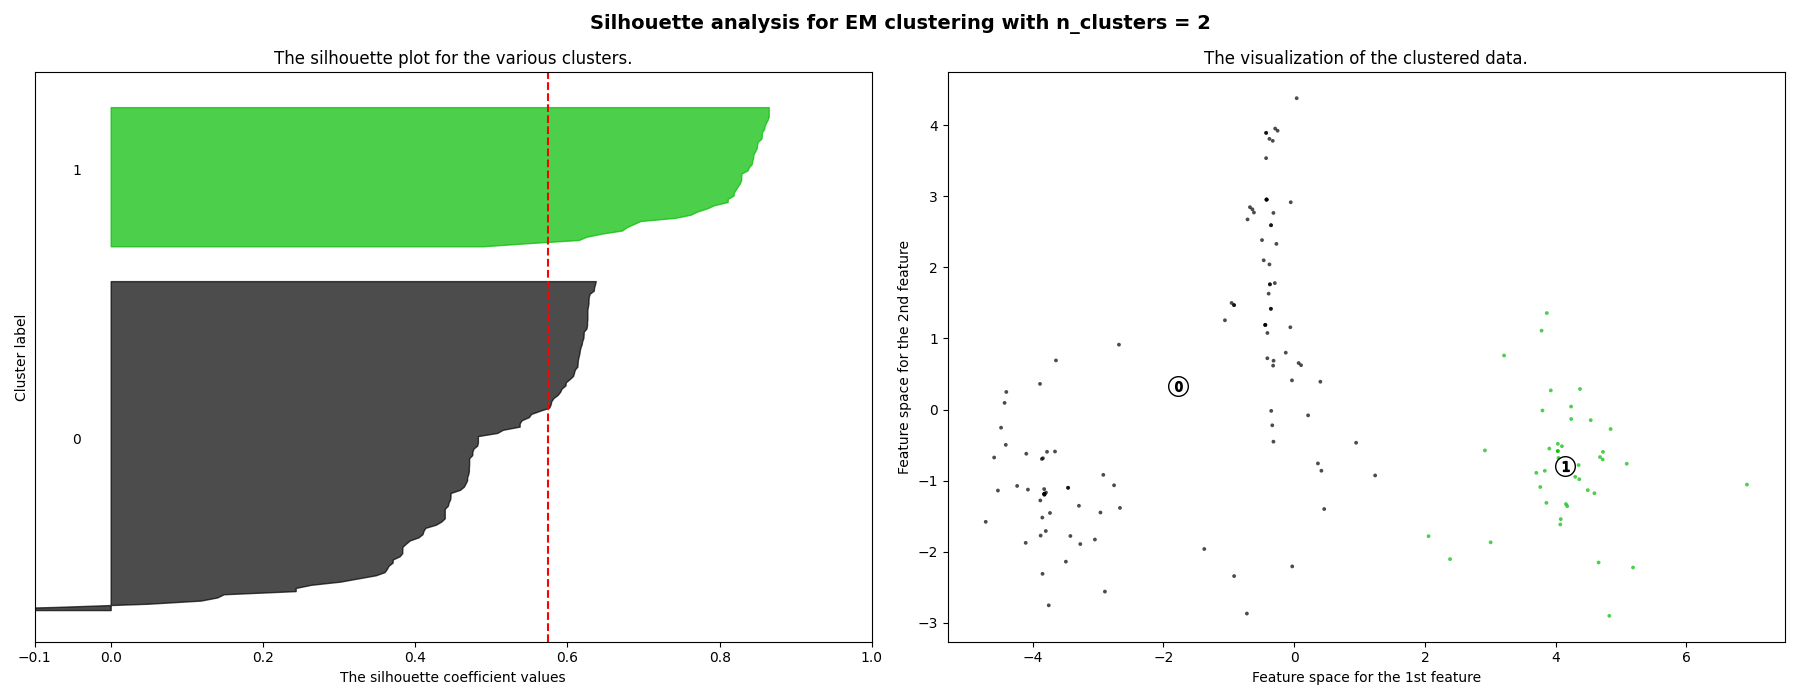 Silhouette analysis for EM clustering with n_clusters = 2
The silhouette plot for the various clusters.
Cluster label
1
0
−0.1 0.0 0.2 0.4 0.6 0.8 1.0
The silhouette coefficient values
The visualization of the clustered data.
Feature space for the 2nd feature
4
3
2
1
0
−1
−2
−3
0
1
−4 −2 0 2 4 6
Feature space for the 1st feature